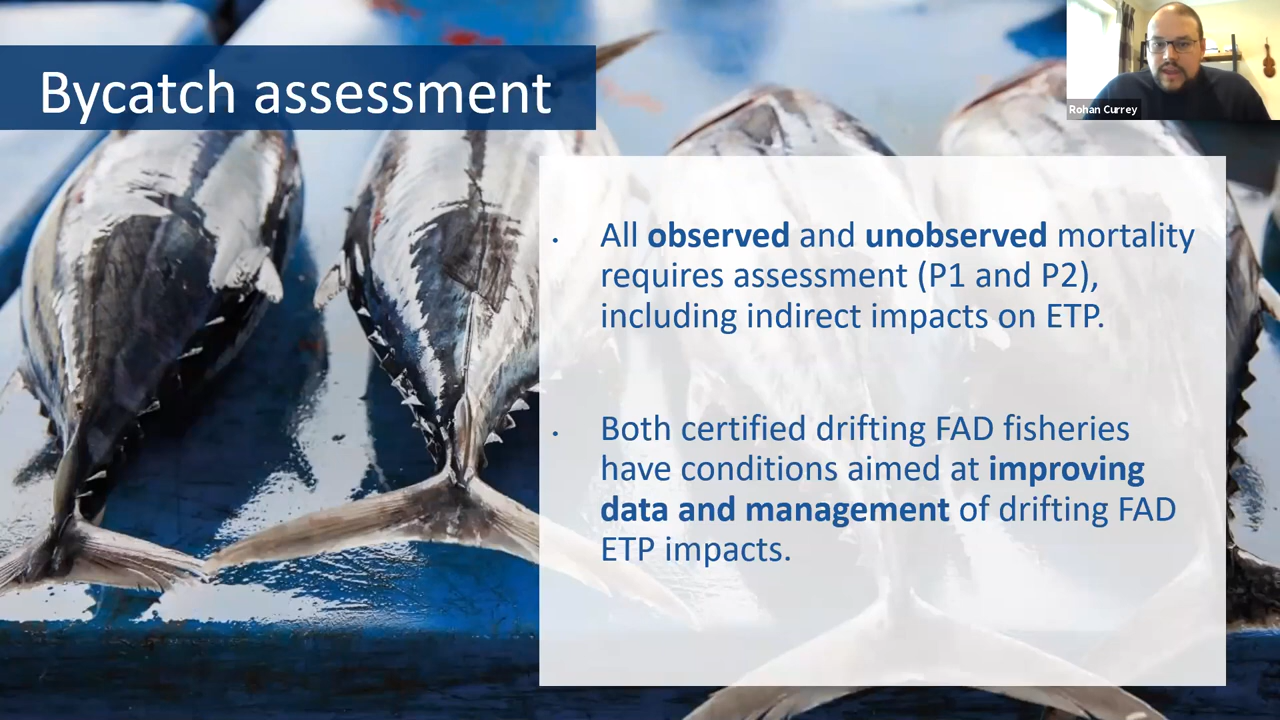 Bycatch assessment
Rohan Currey
• All observed and unobserved mortality
requires assessment (P1 and P2),
including indirect impacts on ETP.
• Both certified drifting FAD fisheries
have conditions aimed at improving
data and management of drifting FAD
ETP impacts.